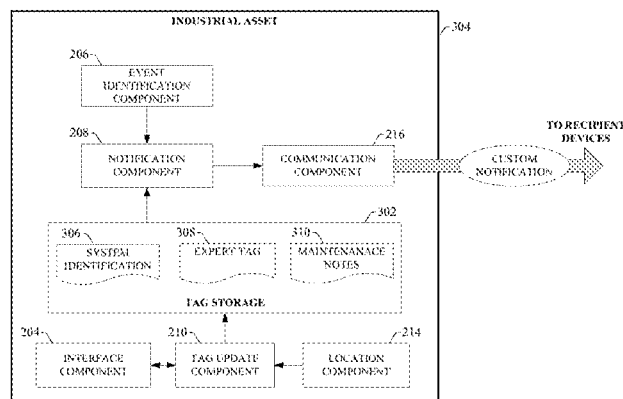 INDUSTRIAL ASSET
304
206
EVENT
IDENTIFICATION
COMPONENT
208
216
TO RECIPIENT
DEVICES
NOTIFICATION
COMPONENT
COMMUNICATION
COMPONENT
CUSTOM
NOTIFICATION
302
306
308
310
SYSTEM
IDENTIFICATION
EXPERT TAG
MAINTENANACE
NOTES
TAG STORAGE
204
210
214
INTERFACE
COMPONENT
TAG UPDATE
COMPONENT
LOCATION
COMPONENT